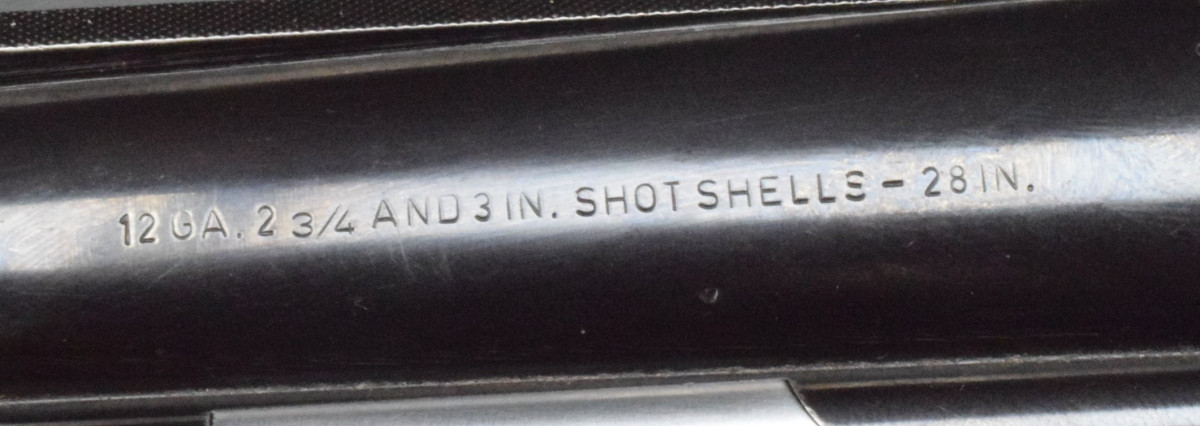 12 GA. 2 3/4 AND 3 IN. SHOT SHELLS - 28 IN.